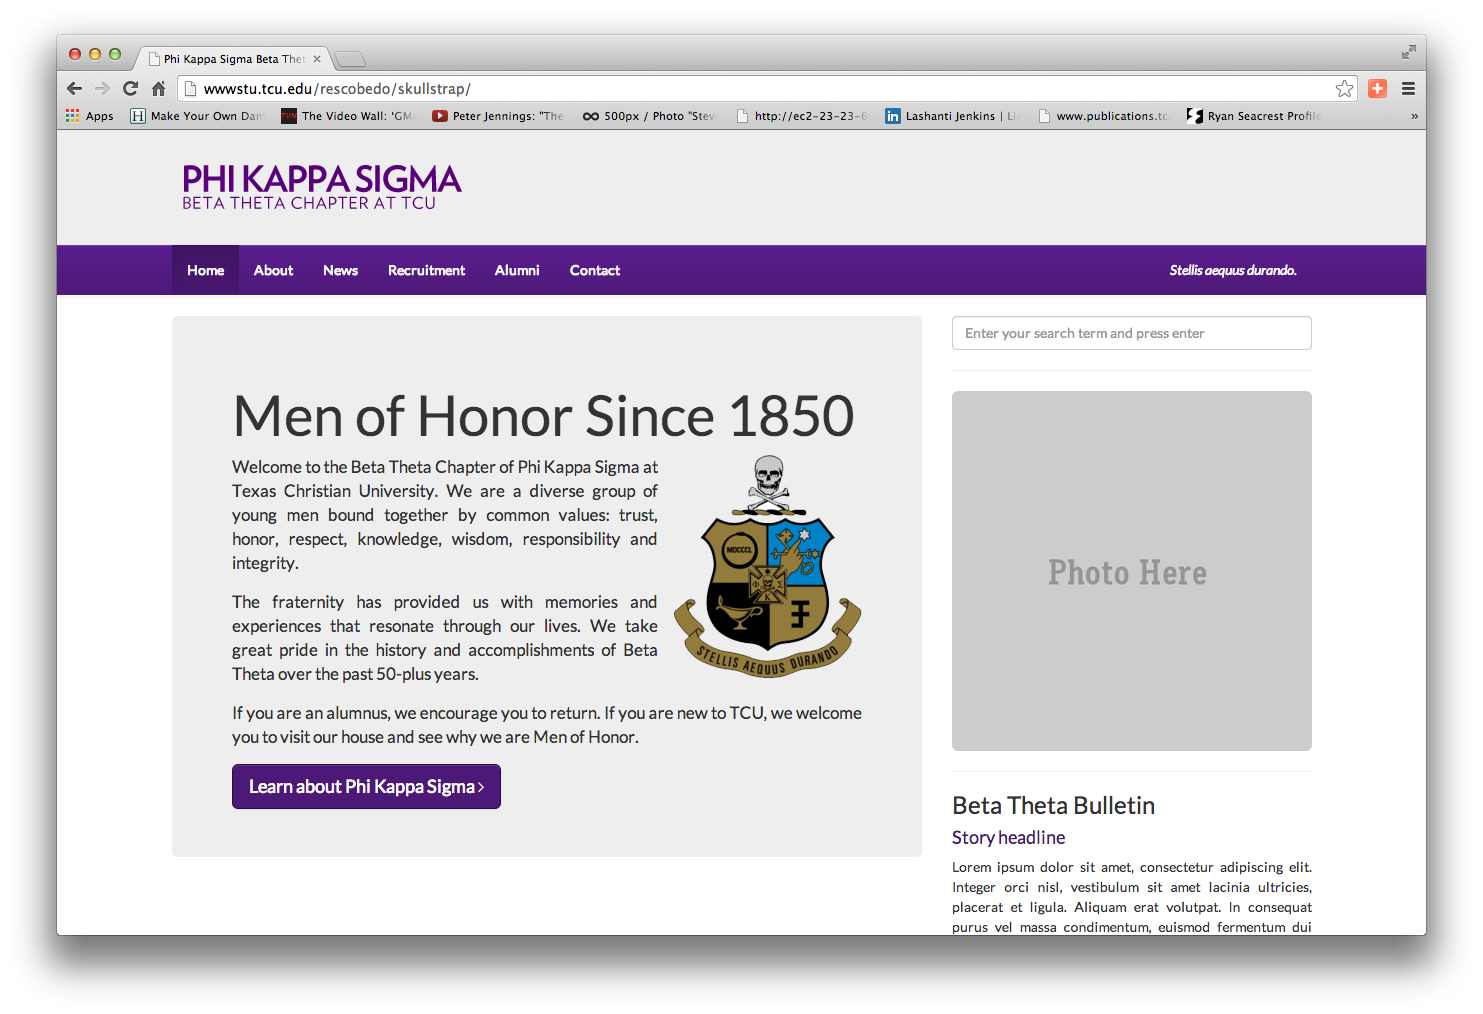 Phi Kappa Sigma Beta Thet
wwwstu.tcu.edu/rescobedo/skullstrap/
Apps
H
Make Your Own Dam
TVN
The Video Wall: 'GM
Peter Jennings: "The
500px / Photo "Stev
http://ec2-23-23-6
in
Lashanti Jenkins | Li
www.publications.tc
Ryan Seacrest Profile
»
PHI KAPPA SIGMA
BETA THETA CHAPTER AT TCU
Home
About
News
Recruitment
Alumni
Contact
Stellis aequus durando.
Men of Honor Since 1850
Welcome to the Beta Theta Chapter of Phi Kappa Sigma at
Texas Christian University. We are a diverse group of
young men bound together by common values: trust,
honor, respect, knowledge, wisdom, responsibility and
integrity.
The fraternity has provided us with memories and
experiences that resonate through our lives. We take
great pride in the history and accomplishments of Beta
Theta over the past 50-plus years.
MDCCCL
Φ Σ
Κ
STELLIS AEQUUS DURANDO
If you are an alumnus, we encourage you to return. If you are new to TCU, we welcome
you to visit our house and see why we are Men of Honor.
Learn about Phi Kappa Sigma ›
Enter your search term and press enter
Photo Here
Beta Theta Bulletin
Story headline
Lorem ipsum dolor sit amet, consectetur adipiscing elit.
Integer orci nisl, vestibulum sit amet lacinia ultricies,
placerat et ligula. Aliquam erat volutpat. In consequat
purus vel massa condimentum, euismod fermentum dui